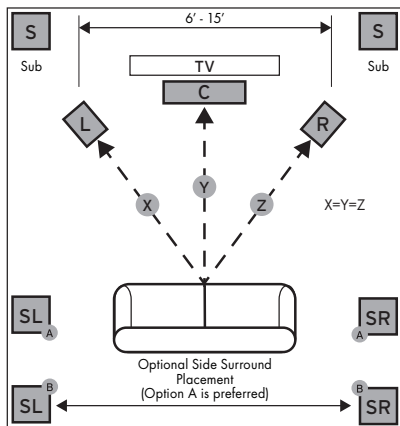 6' - 15'
S
S
Sub
Sub
TV
C
L
R
Y
X
Z
X=Y=Z
SL
A
SR
A
Optional Side Surround
Placement
(Option A is preferred)
B
SL
B
SR